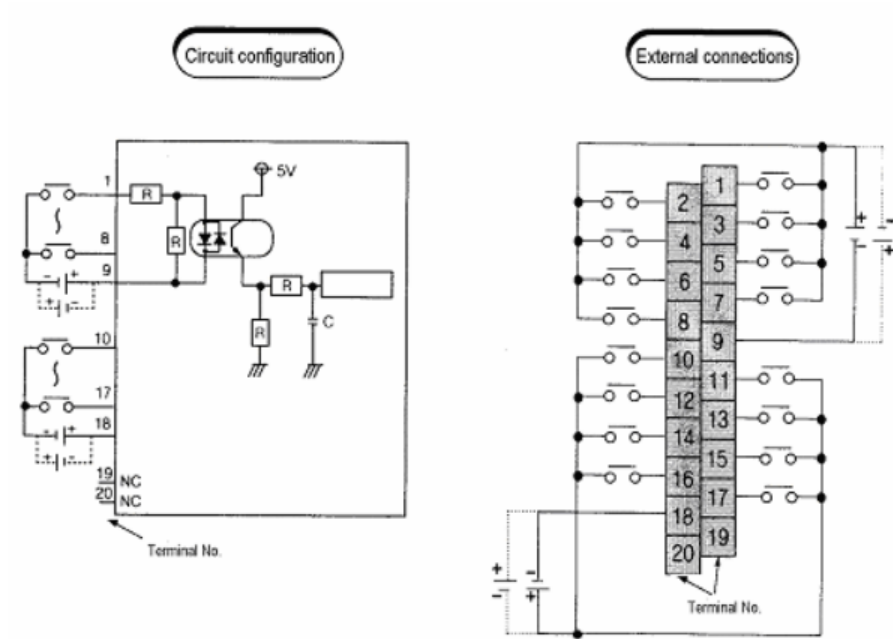 Circuit configuration
External connections
1
8
9
10
17
18
19 NC
20 NC
R
R
R
R
C
5V
- +
+ -
- +
+ -
Terminal No.
1
2
3
4
5
6
7
8
9
10
11
12
13
14
15
16
17
18
19
20
+ -
- +
+ -
- +
Terminal No.